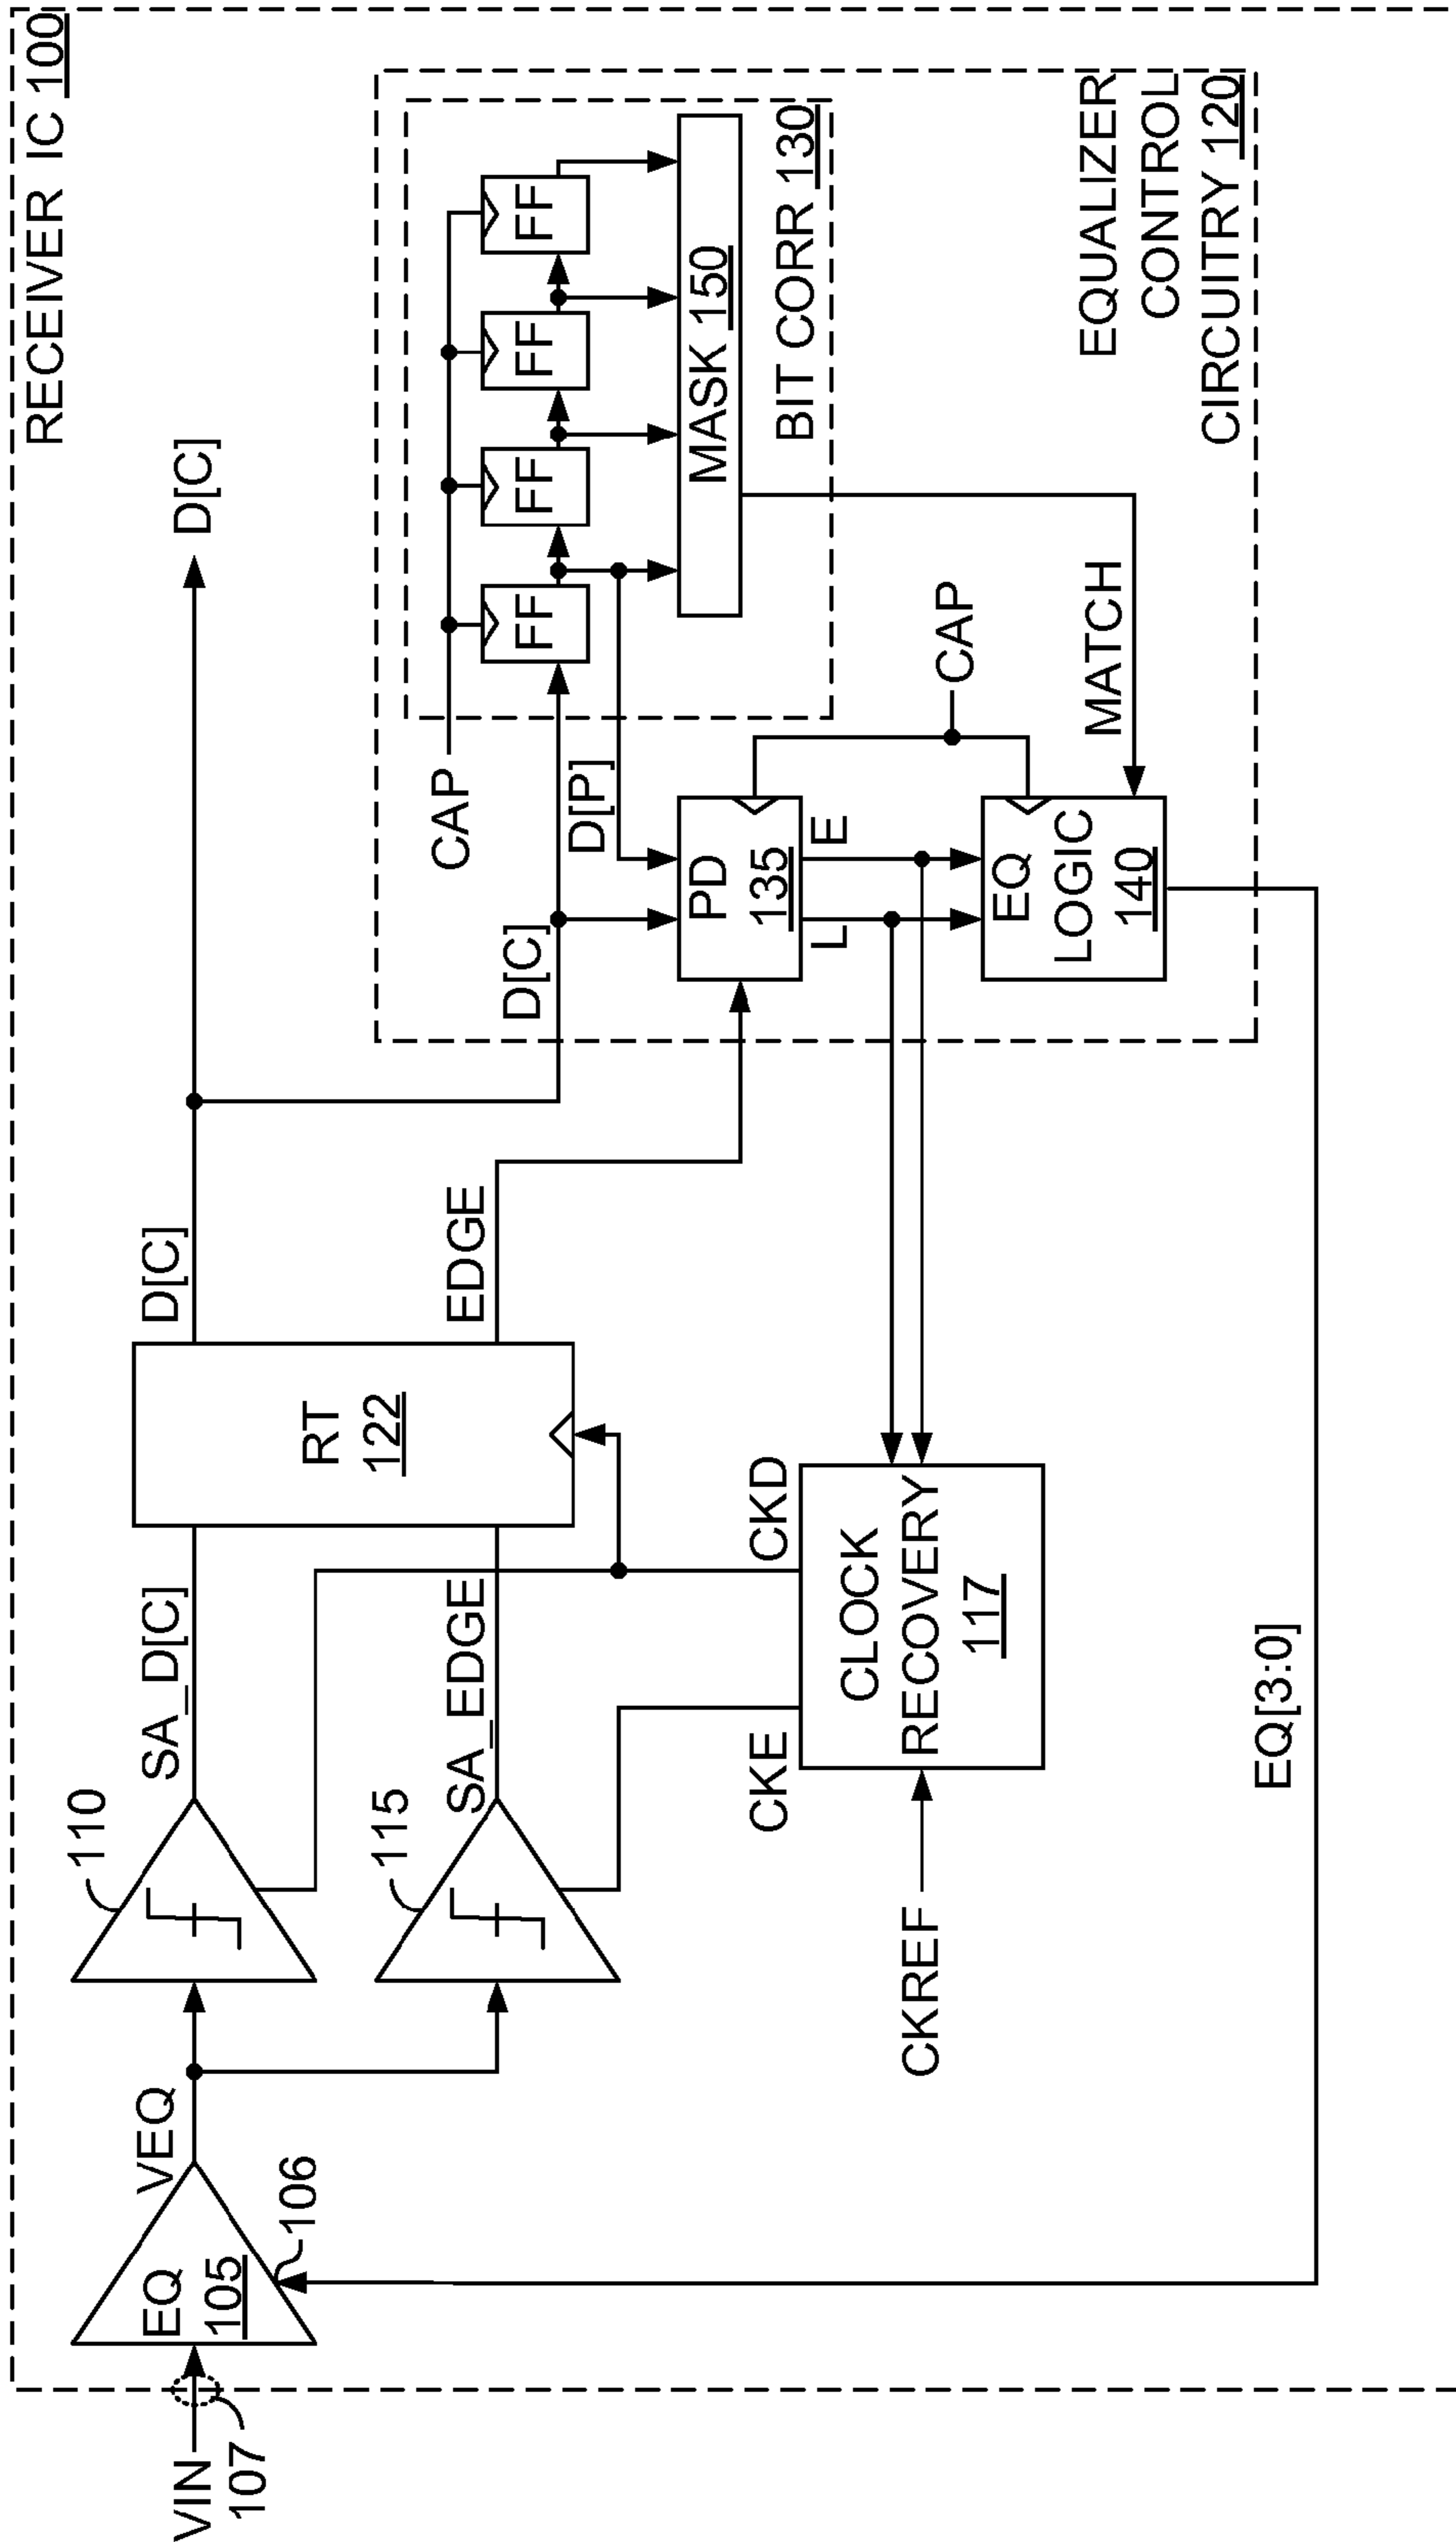 RECEIVER IC 100
VIN
107
EQ
105
106
VEQ
110
115
SA_D[C]
SA_EDGE
RT
122
D[C]
EDGE
D[C]
CKE
CKD
CLOCK
RECOVERY
117
CKREF
EQ[3:0]
D[C]
D[P]
CAP
FF
FF
FF
FF
MASK 150
BIT CORR 130
PD
135
L
E
CAP
EQ
LOGIC
140
MATCH
EQUALIZER
CONTROL
CIRCUITRY 120